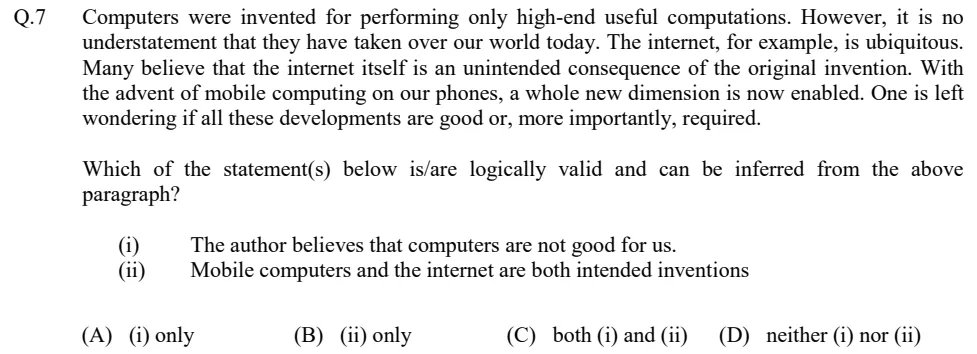 Q.7 Computers were invented for performing only high-end useful computations. However, it is no
understatement that they have taken over our world today. The internet, for example, is ubiquitous.
Many believe that the internet itself is an unintended consequence of the original invention. With
the advent of mobile computing on our phones, a whole new dimension is now enabled. One is left
wondering if all these developments are good or, more importantly, required.
Which of the statement(s) below is/are logically valid and can be inferred from the above
paragraph?
(i) The author believes that computers are not good for us.
(ii) Mobile computers and the internet are both intended inventions
(A) (i) only (B) (ii) only (C) both (i) and (ii) (D) neither (i) nor (ii)